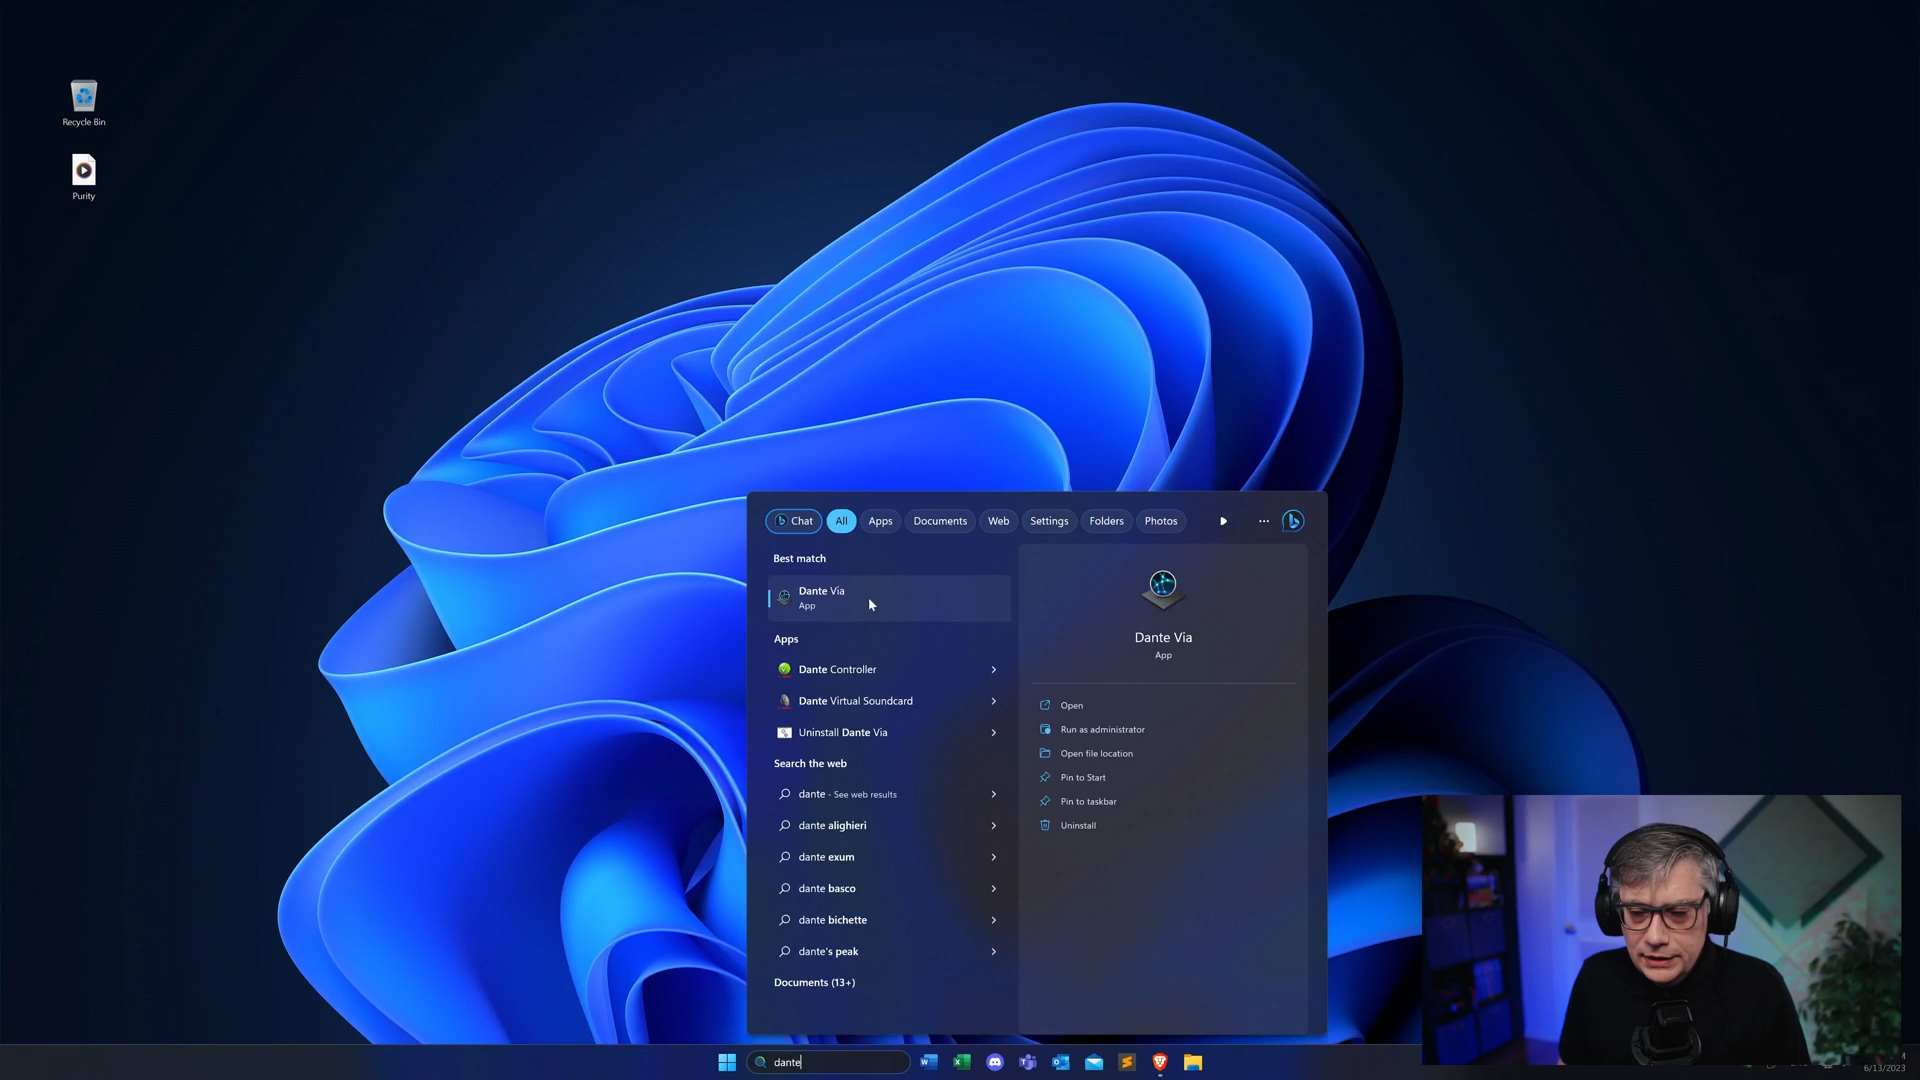 Recycle Bin
Purity
Chat
All
Apps
Documents
Web
Settings
Folders
Photos
Best match
Dante Via
App
Apps
Dante Controller
Dante Virtual Soundcard
Uninstall Dante Via
Search the web
dante - See web results
dante alighieri
dante exum
dante basco
dante bichette
dante's peak
Documents (13+)
Dante Via
App
Open
Run as administrator
Open file location
Pin to Start
Pin to taskbar
Uninstall
dante
6/13/2023